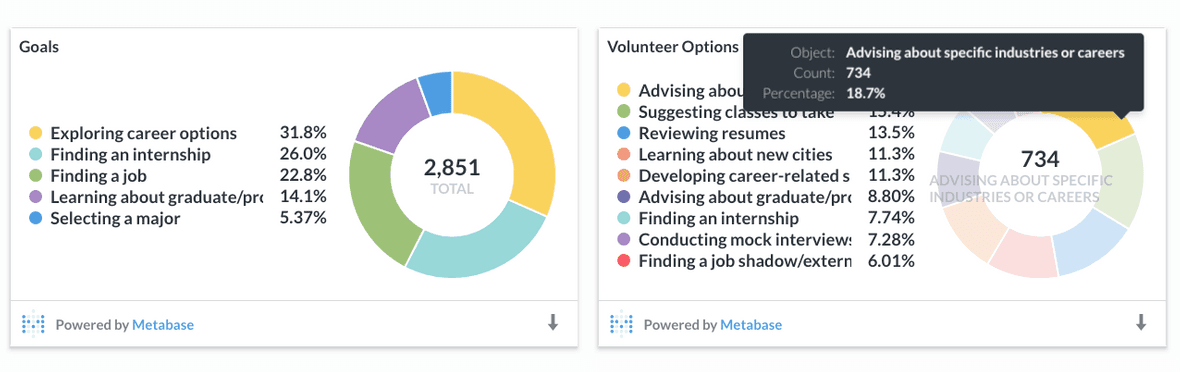 Goals
Exploring career options 31.8%
Finding an internship 26.0%
Finding a job 22.8%
Learning about graduate/pro 14.1%
Selecting a major 5.37%
2,851
TOTAL
Powered by Metabase
Volunteer Options
Object: Advising about specific industries or careers
Count: 734
Percentage: 18.7%
Advising abou
Suggesting classes to take 15.4%
Reviewing resumes 13.5%
Learning about new cities 11.3%
Developing career-related s 11.3%
Advising about graduate/pro 8.80%
Finding an internship 7.74%
Conducting mock interviews 7.28%
Finding a job shadow/extern 6.01%
734
ADVISING ABOUT SPECIFIC
INDUSTRIES OR CAREERS
Powered by Metabase